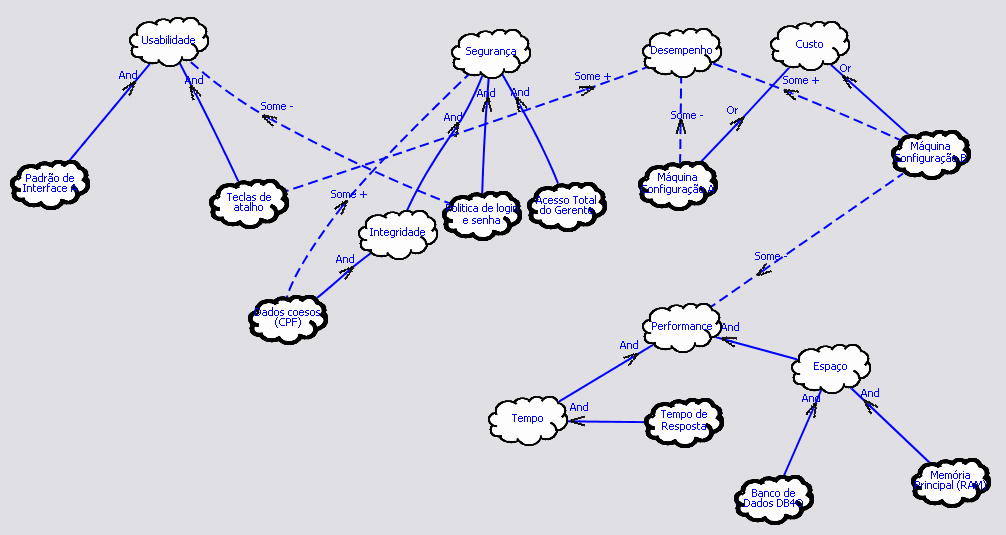 Usabilidade
Segurança
Desempenho
Custo
And
And
Some -
And
And
And
Some +
Some -
Or
Or
Some +
Padrão de
Interface A
Teclas de
atalho
Some +
Integridade
Política de login
e senha
Acesso Total
do Gerente
Máquina
Configuração A
Máquina
Configuração B
And
Some -
Dados coesos
(CPF)
Performance
And
And
Espaço
Tempo
And
Tempo de
Resposta
And
And
Banco de
Dados DB4O
Memória
Principal (RAM)